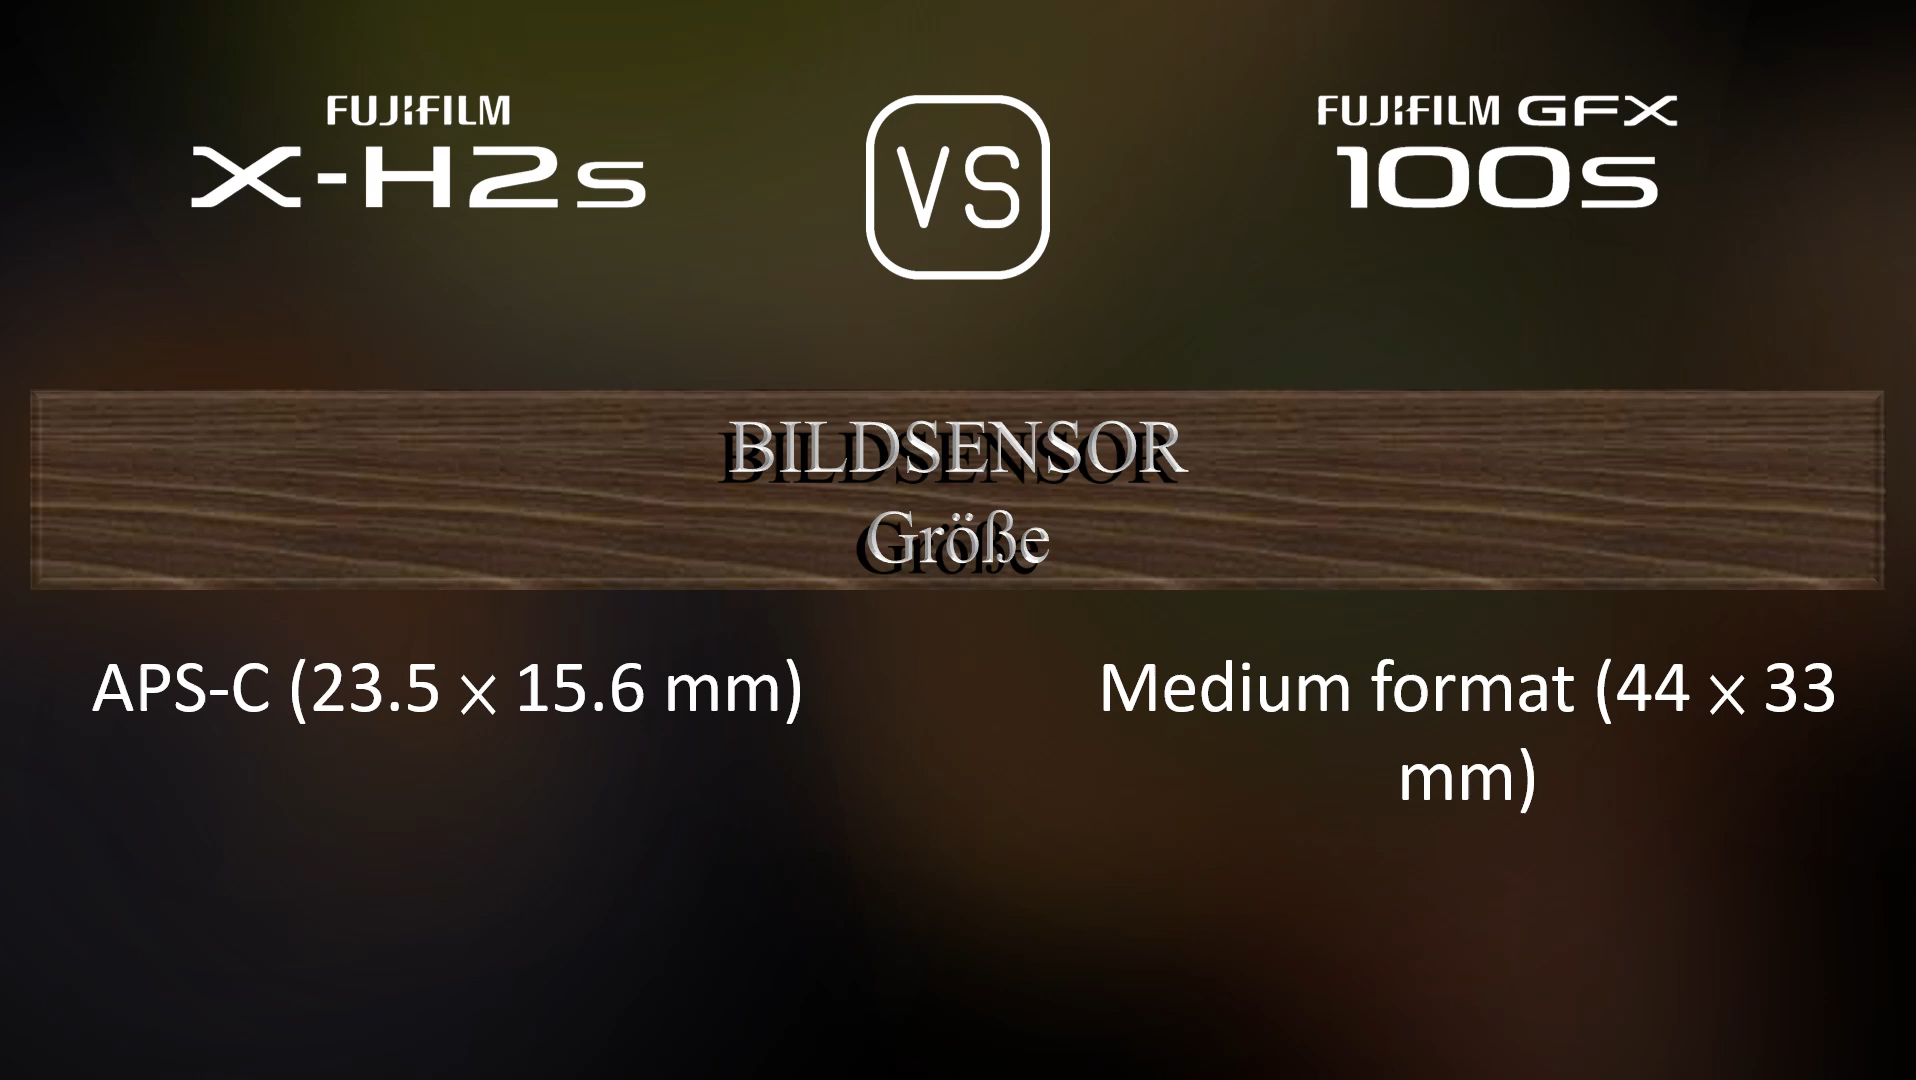 FUJIFILM
X-H2S
VS
FUJIFILM GFX
100S
BILDSENSOR
Größe
APS-C (23.5 x 15.6 mm)
Medium format (44 x 33
mm)